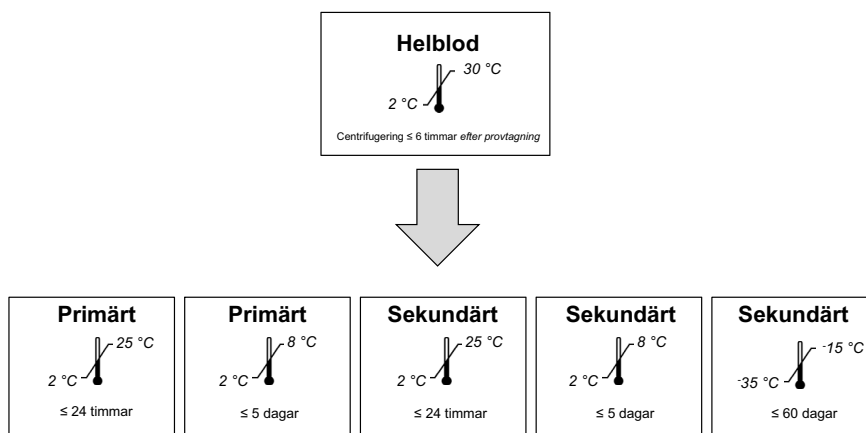 Helblod
30 °C
2 °C
Centrifugering ≤ 6 timmar efter provtagning
Primärt
25 °C
2 °C
≤ 24 timmar
Primärt
8 °C
2 °C
≤ 5 dagar
Sekundärt
25 °C
2 °C
≤ 24 timmar
Sekundärt
8 °C
2 °C
≤ 5 dagar
Sekundärt
-15 °C
-35 °C
≤ 60 dagar